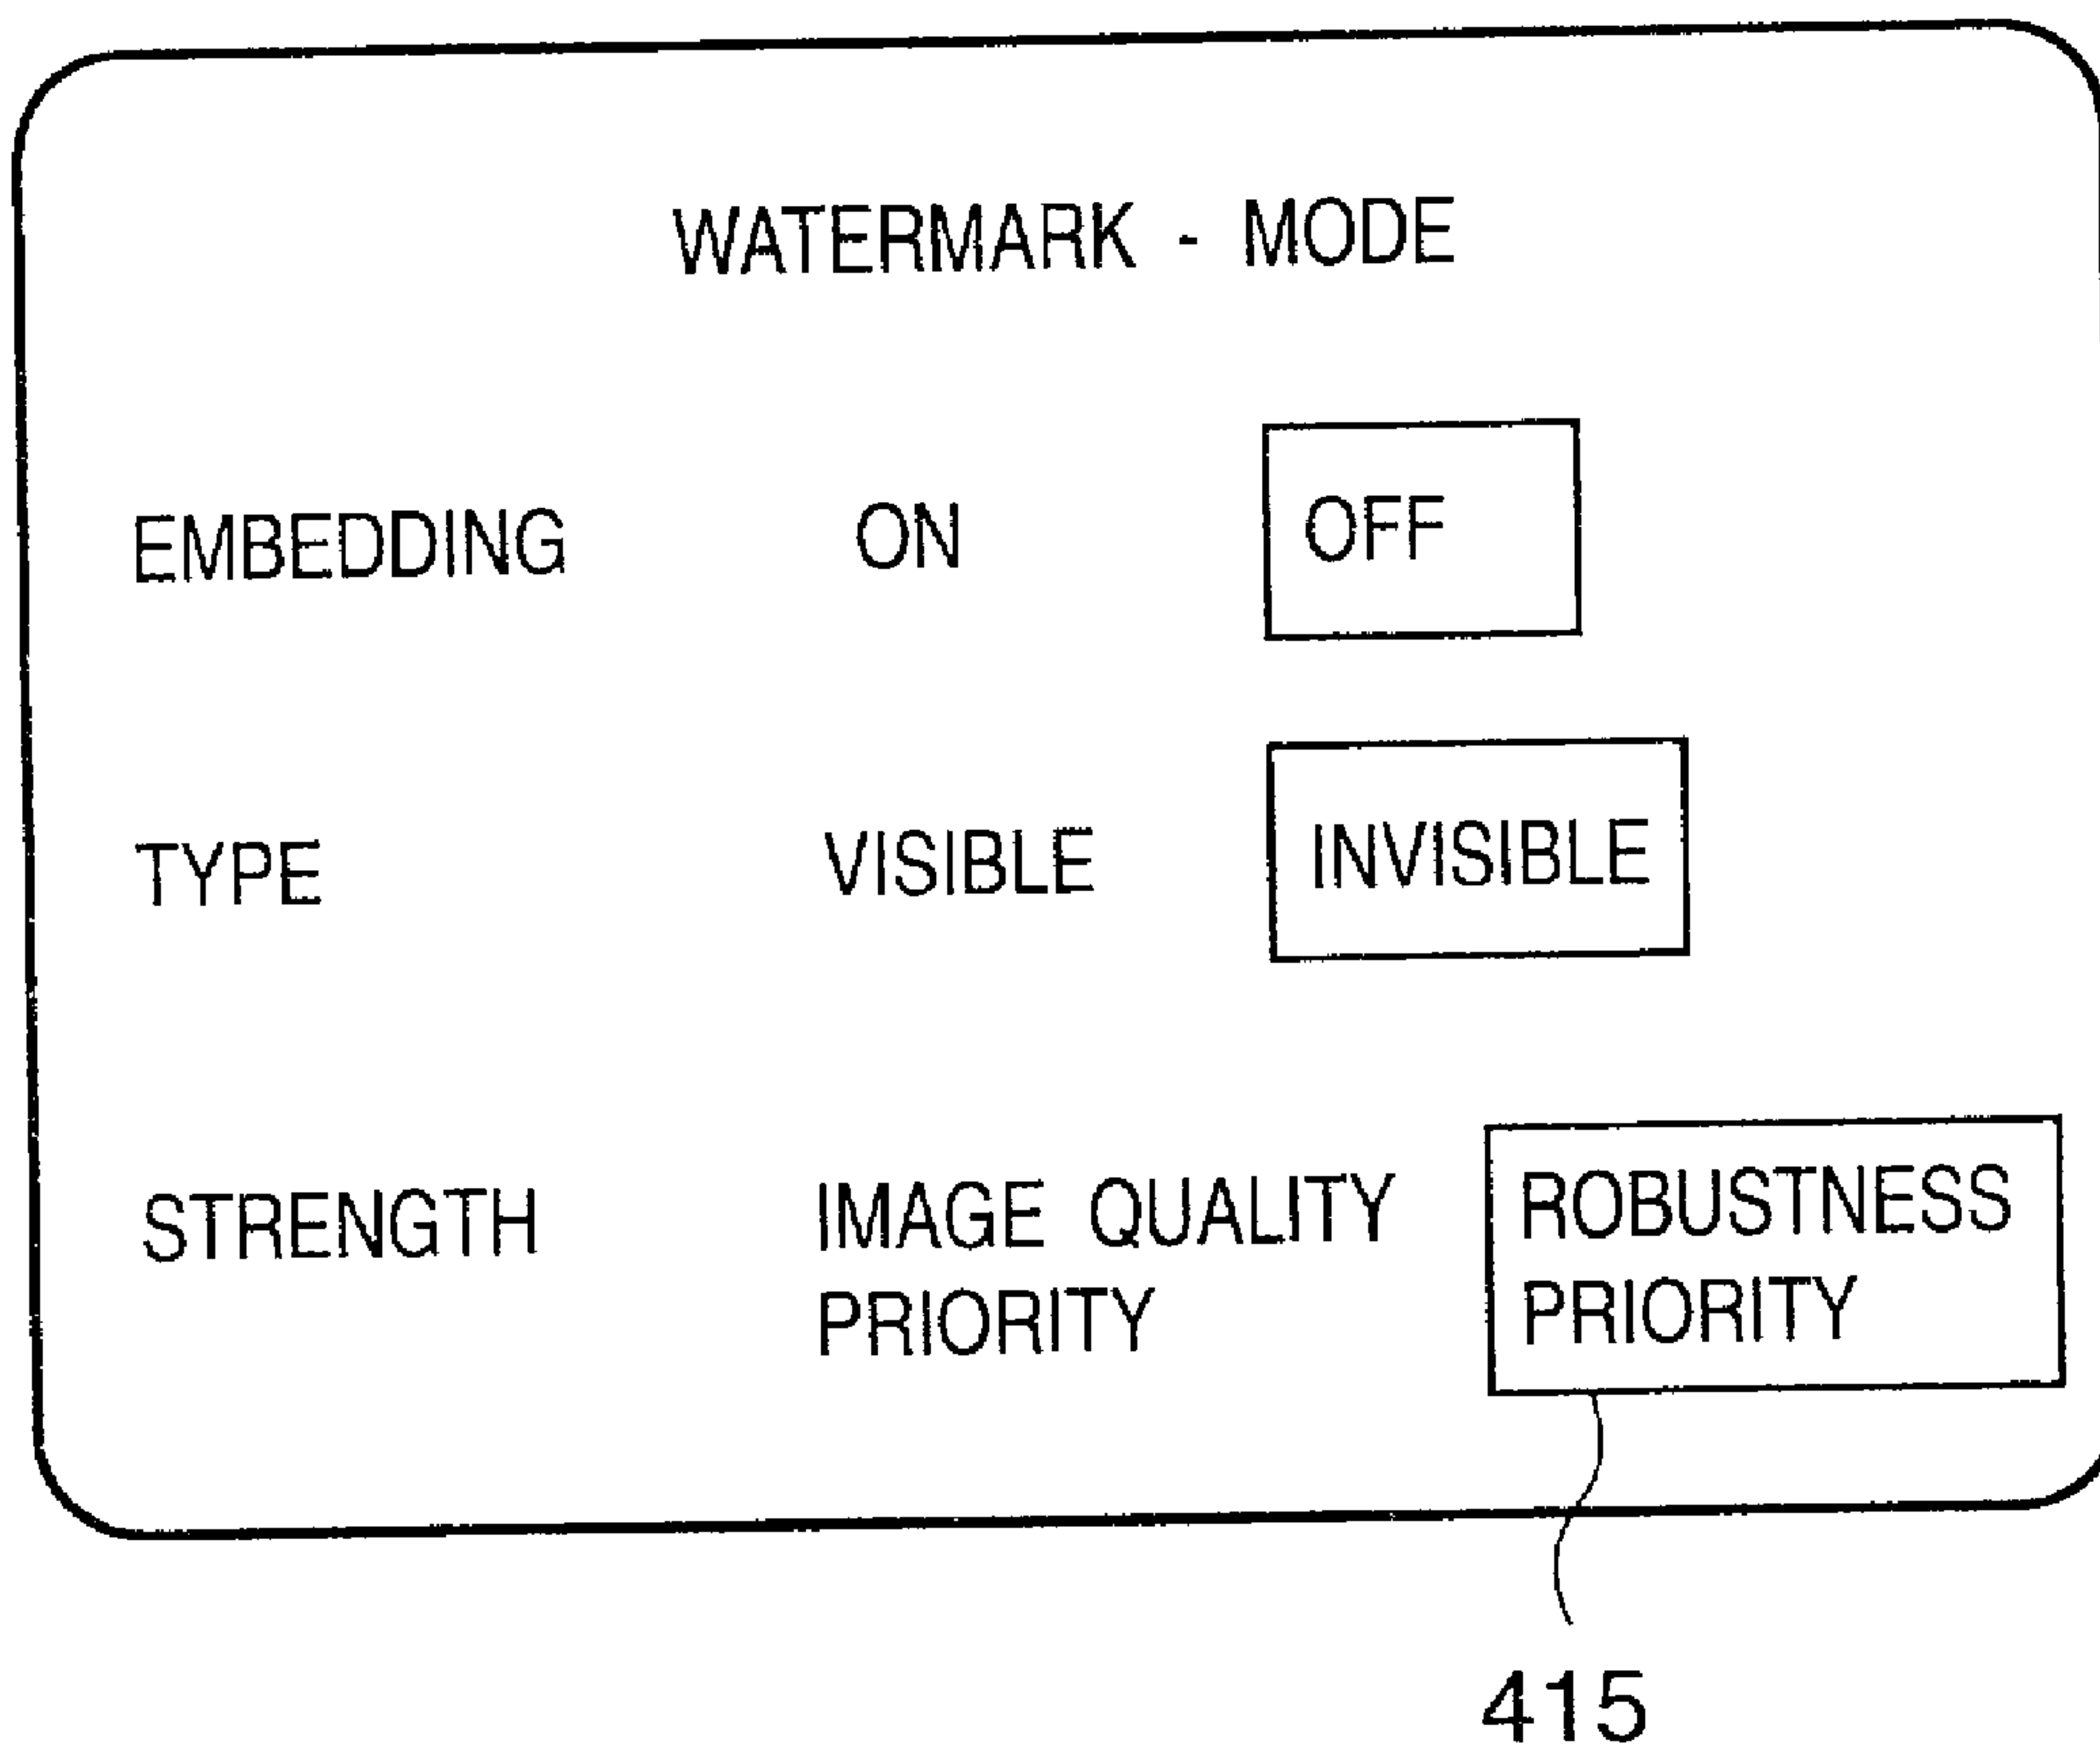 WATERMARK - MODE
EMBEDDING ON OFF
TYPE VISIBLE INVISIBLE
STRENGTH IMAGE QUALITY ROBUSTNESS
PRIORITY PRIORITY
415